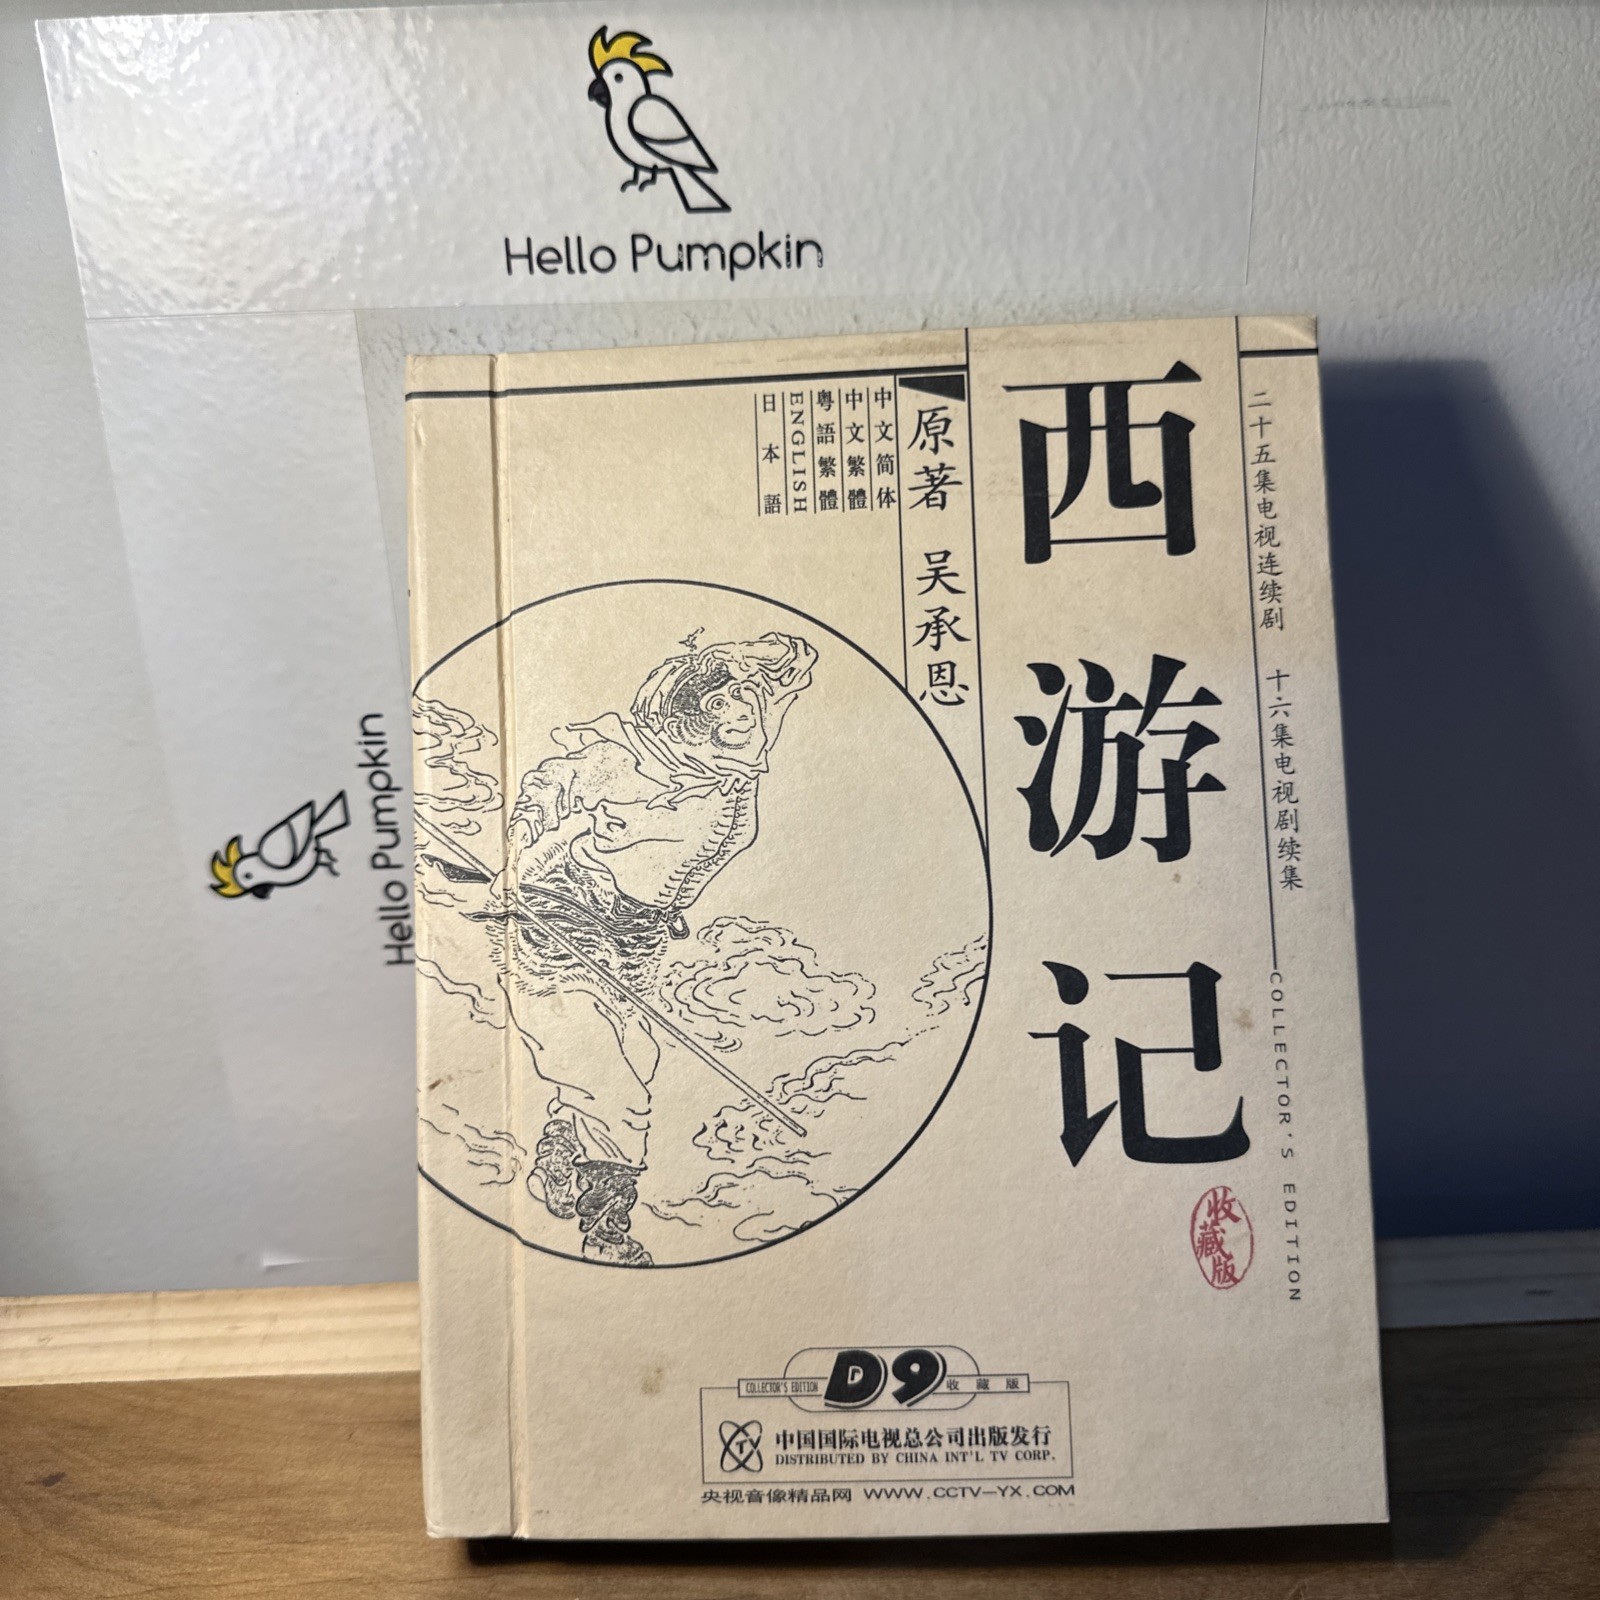 Hello Pumpkin
Hello Pumpkin
二十五集电视连续剧 十六集电视剧续集
COLLECTOR'S EDITION
西游记
收藏版
原著 吴承恩
中文简体
中文繁體
粤語繁體
ENGLISH
日本語
COLLECTOR'S EDITION D9 收藏版
TV 中国国际电视总公司出版发行
DISTRIBUTED BY CHINA INT'L TV CORP.
央视音像精品网 WWW.CCTV-YX.COM